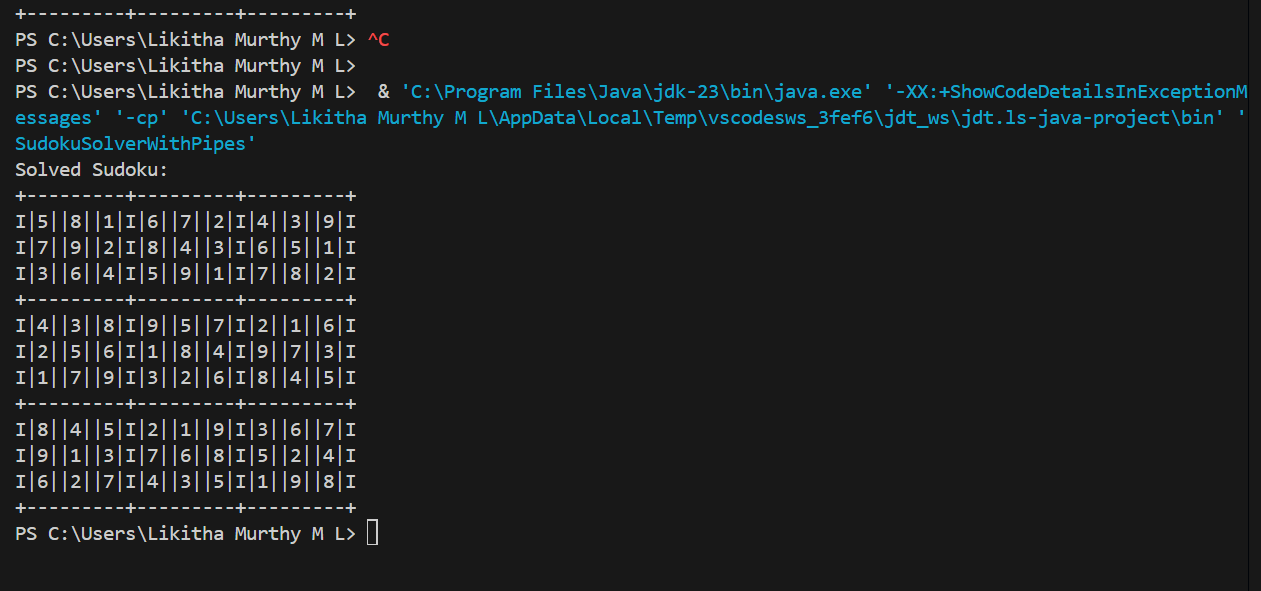 +---------+---------+---------+
PS C:\Users\Likitha Murthy M L> ^C
PS C:\Users\Likitha Murthy M L>
PS C:\Users\Likitha Murthy M L>  & 'C:\Program Files\Java\jdk-23\bin\java.exe' '-XX:+ShowCodeDetailsInExceptionM
essages' '-cp' 'C:\Users\Likitha Murthy M L\AppData\Local\Temp\vscodesws_3fef6\jdt_ws\jdt.ls-java-project\bin' '
SudokuSolverWithPipes'
Solved Sudoku:
+---------+---------+---------+
I|5||8||1|I|6||7||2|I|4||3||9|I
I|7||9||2|I|8||4||3|I|6||5||1|I
I|3||6||4|I|5||9||1|I|7||8||2|I
+---------+---------+---------+
I|4||3||8|I|9||5||7|I|2||1||6|I
I|2||5||6|I|1||8||4|I|9||7||3|I
I|1||7||9|I|3||2||6|I|8||4||5|I
+---------+---------+---------+
I|8||4||5|I|2||1||9|I|3||6||7|I
I|9||1||3|I|7||6||8|I|5||2||4|I
I|6||2||7|I|4||3||5|I|1||9||8|I
+---------+---------+---------+
PS C:\Users\Likitha Murthy M L>